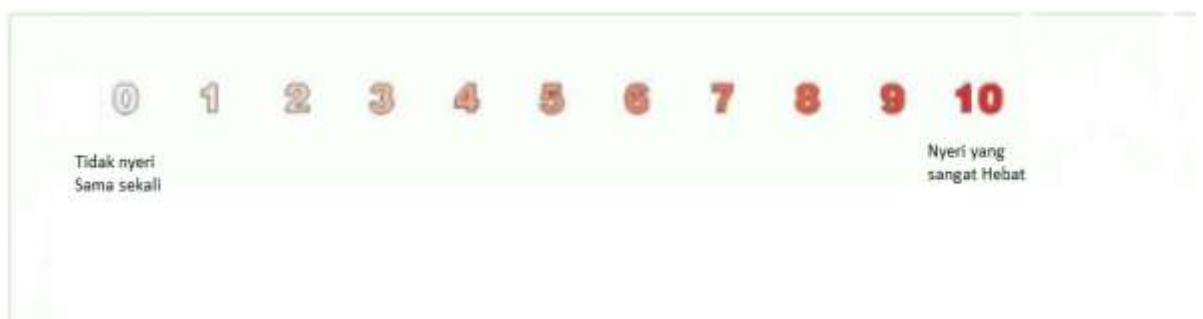 0 1 2 3 4 5 6 7 8 9 10
Tidak nyeri
Sama sekali
Nyeri yang
sangat Hebat